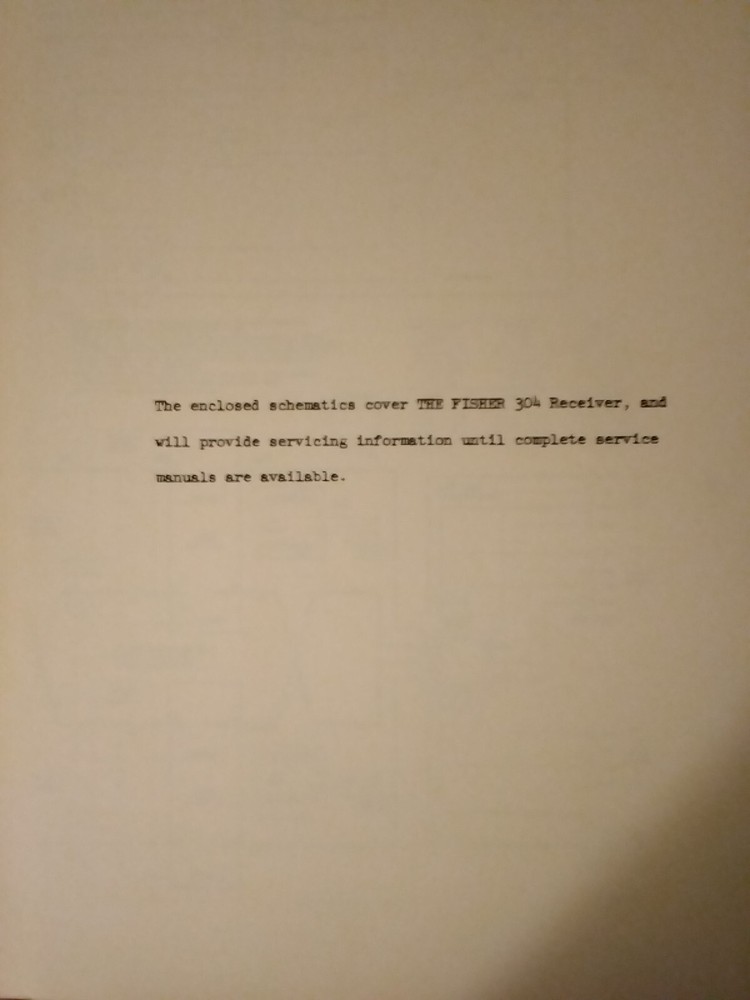 The enclosed schematics cover THE FISHER 304 Receiver, and
will provide servicing information until complete service
manuals are available.